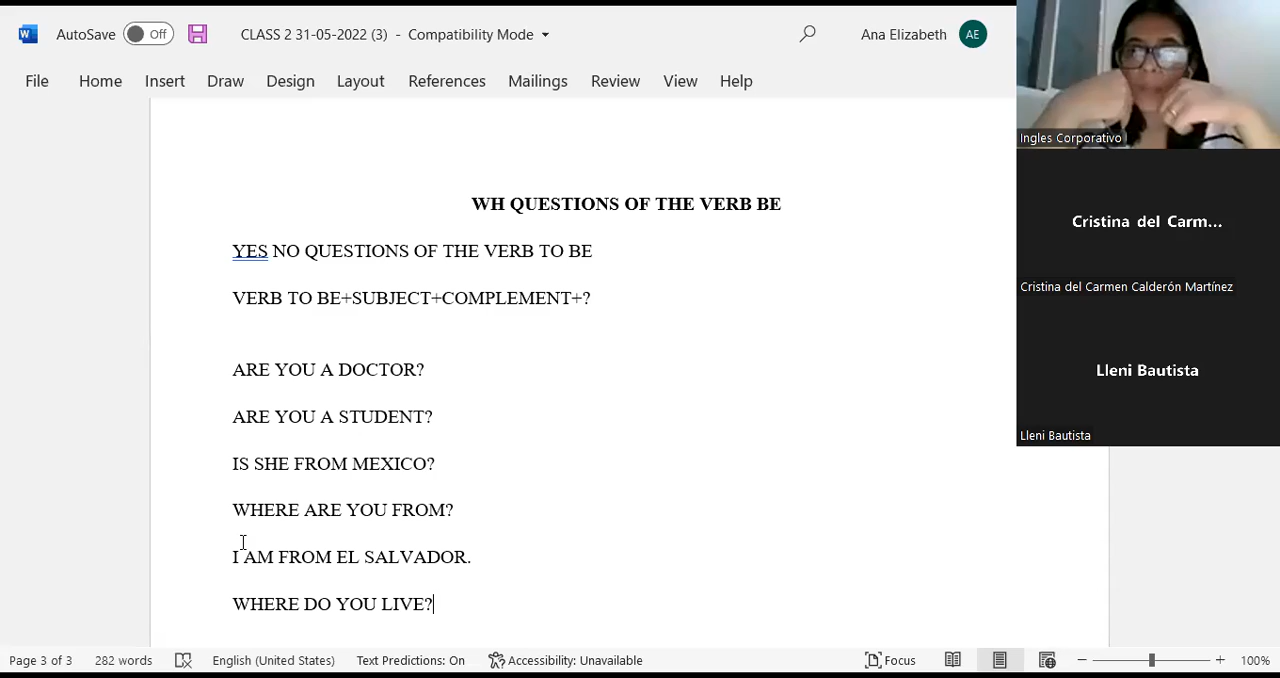 AutoSave Off CLASS 2 31-05-2022 (3) - Compatibility Mode Ana Elizabeth AE
File Home Insert Draw Design Layout References Mailings Review View Help
Ingles Corporativo
WH QUESTIONS OF THE VERB BE
YES NO QUESTIONS OF THE VERB TO BE
VERB TO BE+SUBJECT+COMPLEMENT+?
ARE YOU A DOCTOR?
ARE YOU A STUDENT?
IS SHE FROM MEXICO?
WHERE ARE YOU FROM?
I AM FROM EL SALVADOR.
WHERE DO YOU LIVE?
Cristina del Carm...
Cristina del Carmen Calderón Martínez
Lleni Bautista
Lleni Bautista
Page 3 of 3 282 words English (United States) Text Predictions: On Accessibility: Unavailable Focus 100%